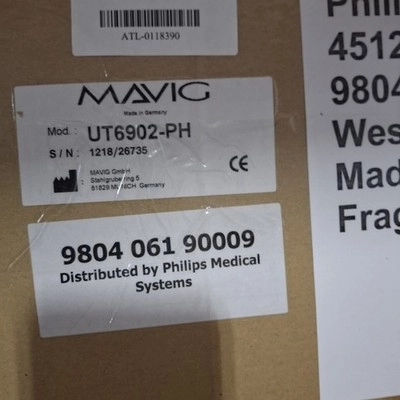 ATL-0118390
MAVIG
Made in Germany
Mod.: UT6902-PH
S / N : 1218/26735
MAVIG GmbH
Stahlgruberring 5
81829 MUNICH Germany
CE
9804 061 90009
Distributed by Philips Medical
Systems
Phili
4512
9804
Wes
Mad
Frag